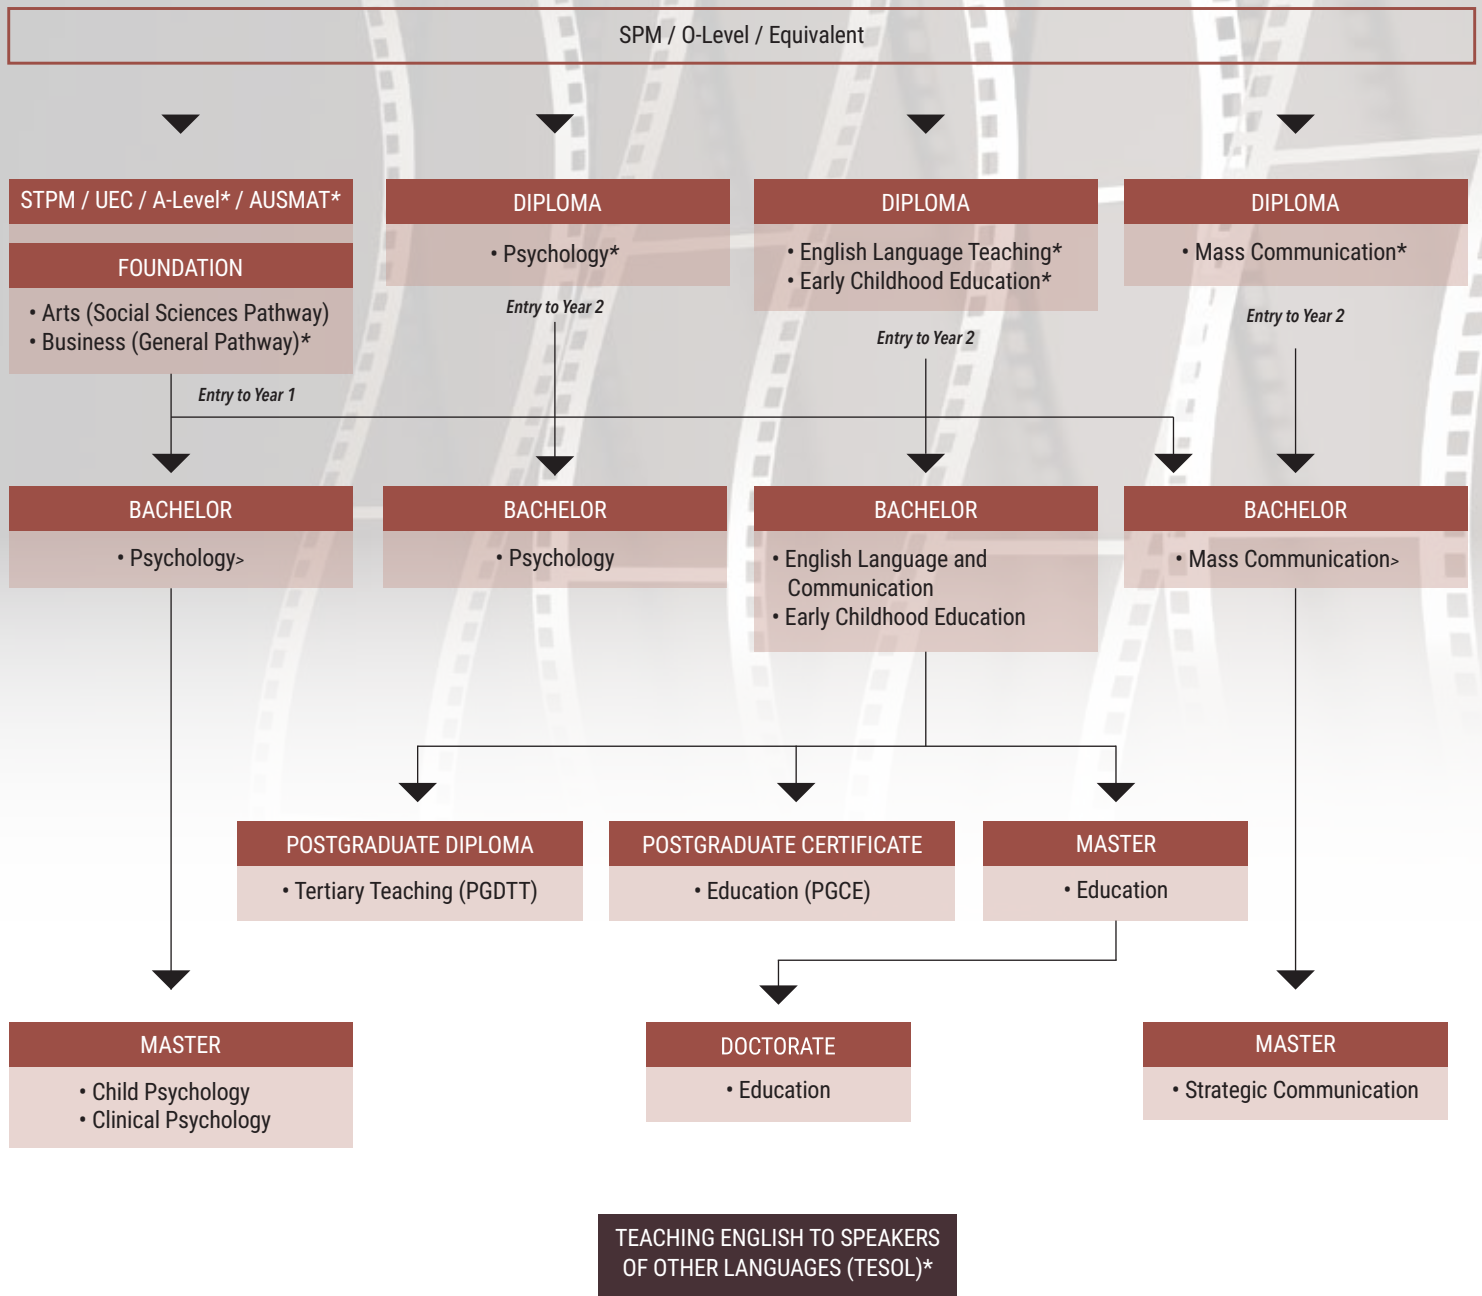 SPM / O-Level / Equivalent
STPM / UEC / A-Level* / AUSMAT*
FOUNDATION
• Arts (Social Sciences Pathway)
• Business (General Pathway)*
DIPLOMA
• Psychology*
DIPLOMA
• English Language Teaching*
• Early Childhood Education*
DIPLOMA
• Mass Communication*
Entry to Year 1
Entry to Year 2
Entry to Year 2
Entry to Year 2
BACHELOR
• Psychology>
BACHELOR
• Psychology
BACHELOR
• English Language and
Communication
• Early Childhood Education
BACHELOR
• Mass Communication>
POSTGRADUATE DIPLOMA
• Tertiary Teaching (PGDTT)
POSTGRADUATE CERTIFICATE
• Education (PGCE)
MASTER
• Education
MASTER
• Child Psychology
• Clinical Psychology
DOCTORATE
• Education
MASTER
• Strategic Communication
TEACHING ENGLISH TO SPEAKERS
OF OTHER LANGUAGES (TESOL)*